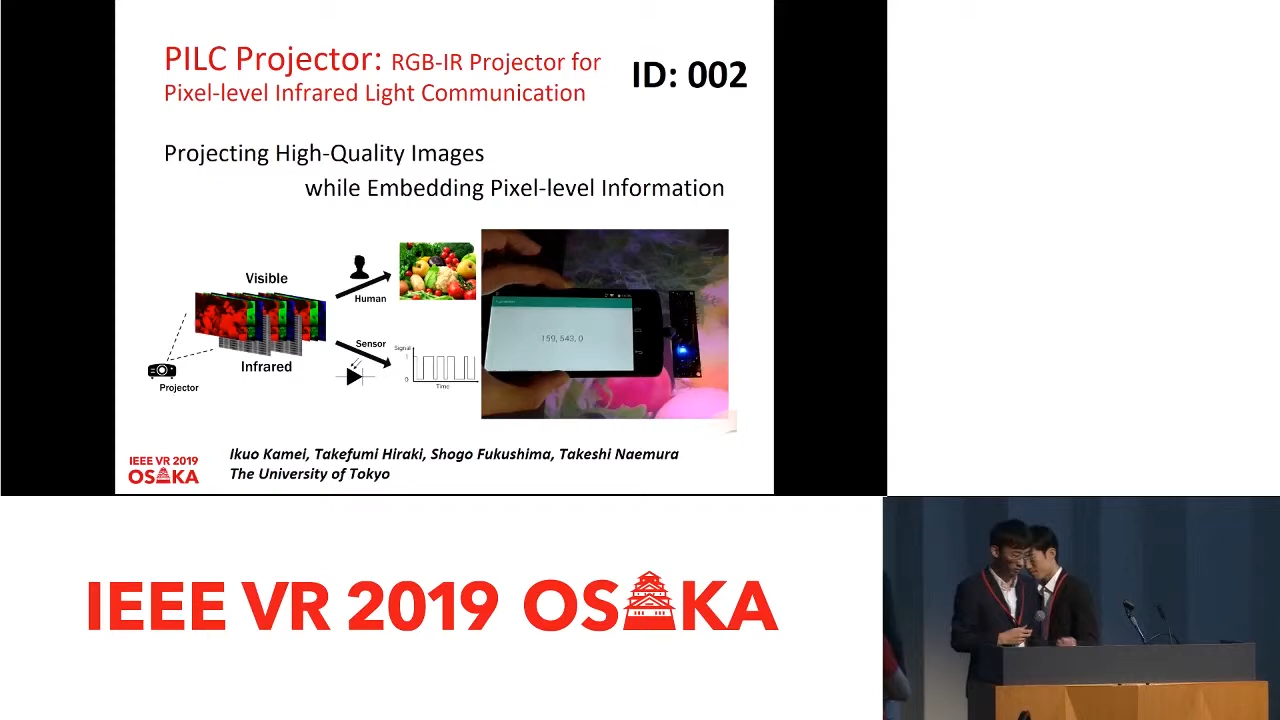 PILC Projector: RGB-IR Projector for
Pixel-level Infrared Light Communication
ID: 002
Projecting High-Quality Images
while Embedding Pixel-level Information
Visible
Human
Sensor
Infrared
Projector
Signal
1
0
Time
159, 543, 0
IEEE VR 2019
OSAKA
Ikuo Kamei, Takefumi Hiraki, Shogo Fukushima, Takeshi Naemura
The University of Tokyo
IEEE VR 2019 OSAKA